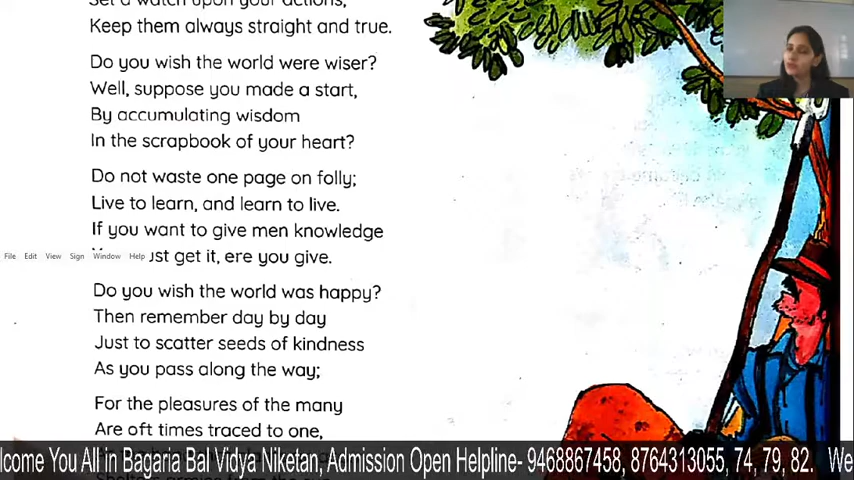 Set a watch upon your actions,
Keep them always straight and true.
Do you wish the world were wiser?
Well, suppose you made a start,
By accumulating wisdom
In the scrapbook of your heart?
Do not waste one page on folly;
Live to learn, and learn to live.
If you want to give men knowledge
File Edit View Sign Window Help
ust get it, ere you give.
Do you wish the world was happy?
Then remember day by day
Just to scatter seeds of kindness
As you pass along the way;
For the pleasures of the many
Are oft times traced to one,
lcome You All in Bagaria Bal Vidya Niketan, Admission Open Helpline- 9468867458, 8764313055, 74, 79, 82. We